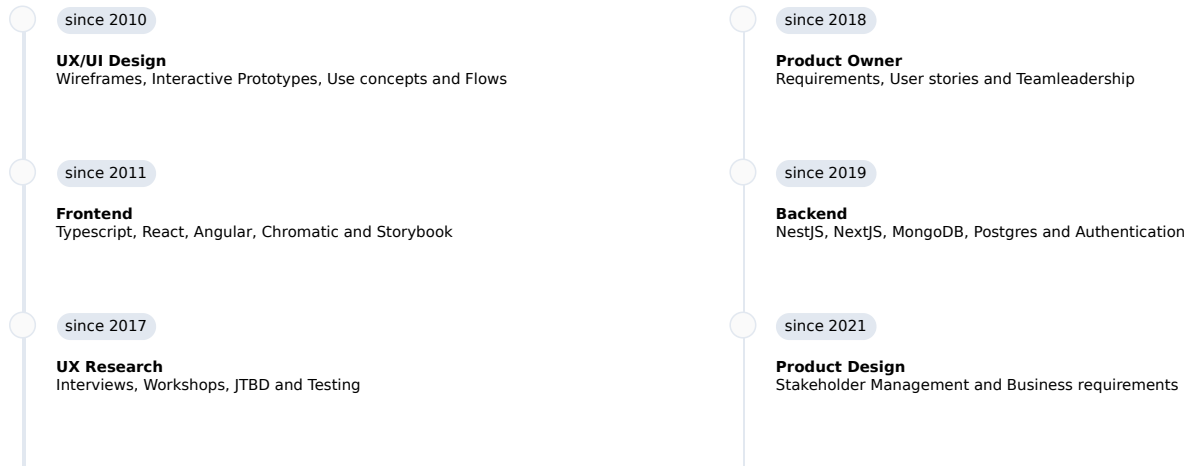 since 2010
UX/UI Design
Wireframes, Interactive Prototypes, Use concepts and Flows
since 2011
Frontend
Typescript, React, Angular, Chromatic and Storybook
since 2017
UX Research
Interviews, Workshops, JTBD and Testing
since 2018
Product Owner
Requirements, User stories and Teamleadership
since 2019
Backend
NestJS, NextJS, MongoDB, Postgres and Authentication
since 2021
Product Design
Stakeholder Management and Business requirements